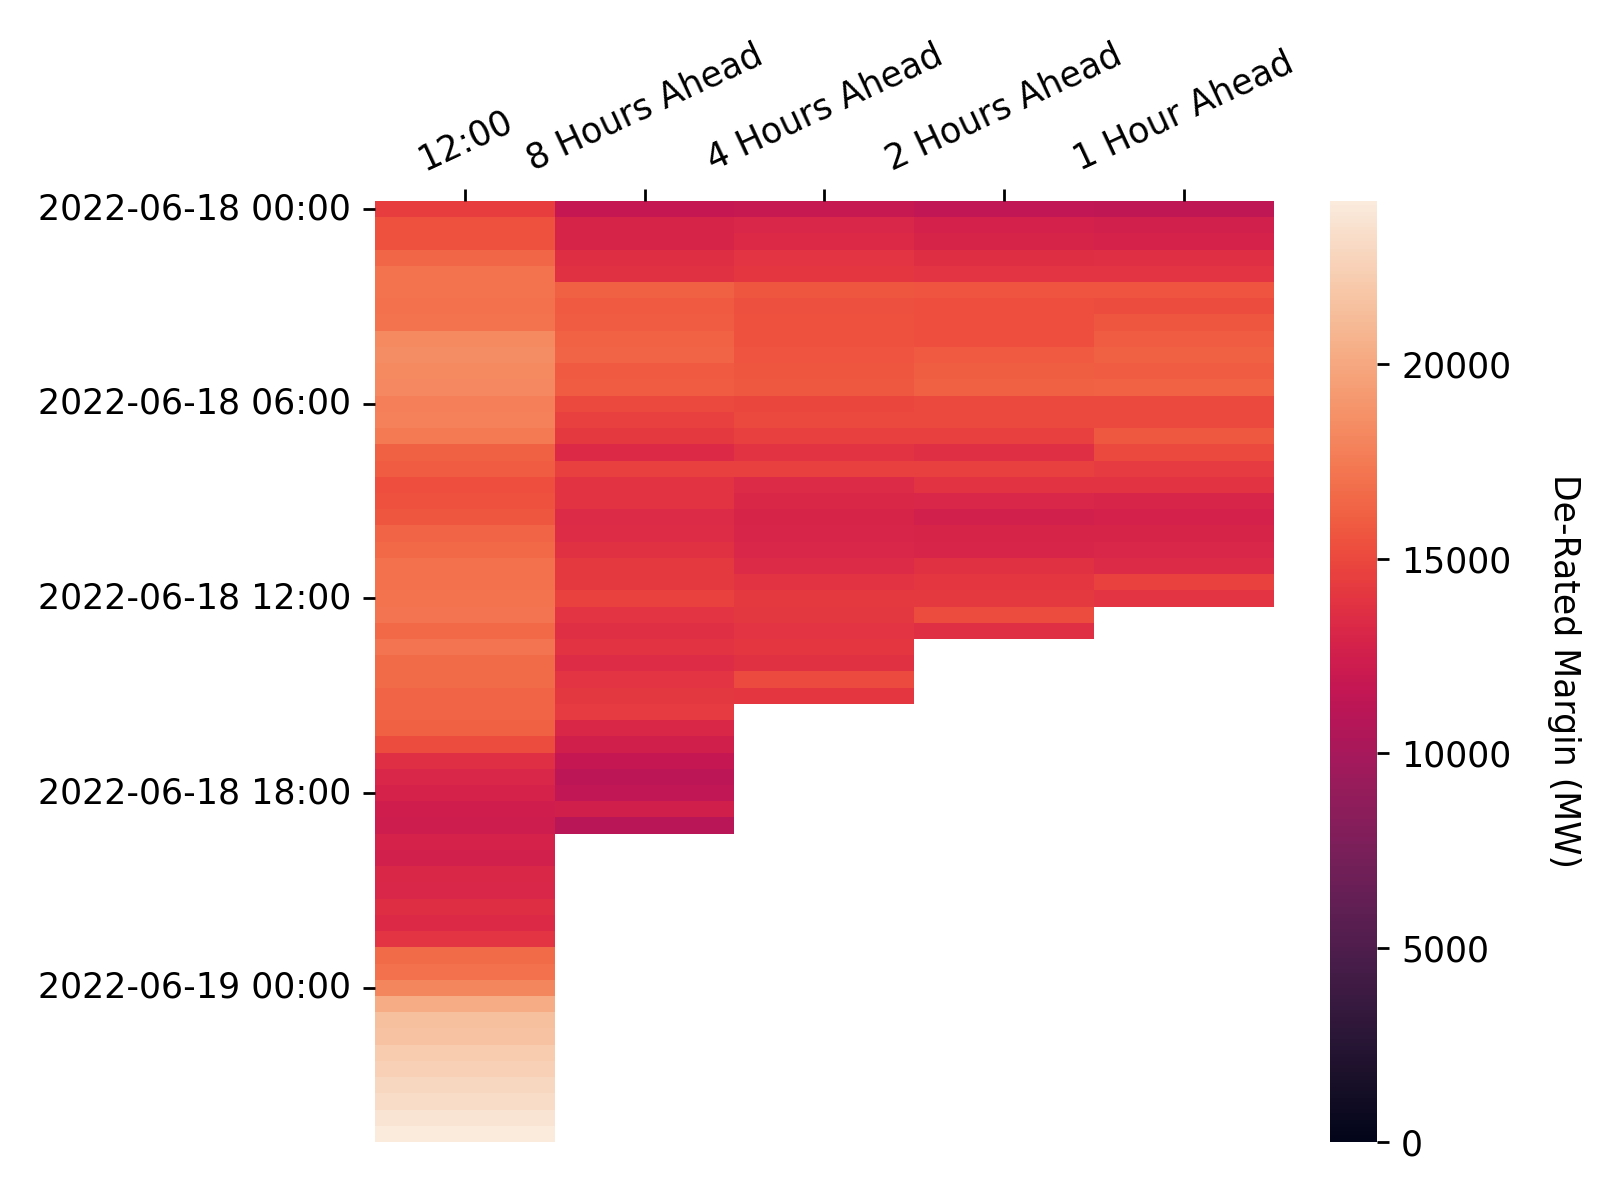 12:00
8 Hours Ahead
4 Hours Ahead
2 Hours Ahead
1 Hour Ahead
2022-06-18 00:00
2022-06-18 06:00
2022-06-18 12:00
2022-06-18 18:00
2022-06-19 00:00
20000
15000
10000
5000
0
De-Rated Margin (MW)